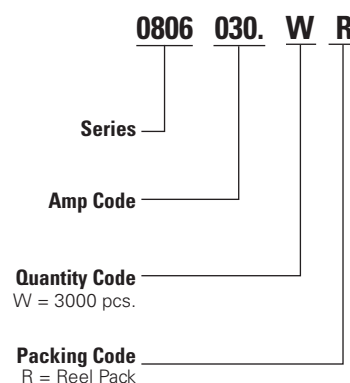 0806 030. W R
Series
Amp Code
Quantity Code
W = 3000 pcs.
Packing Code
R = Reel Pack